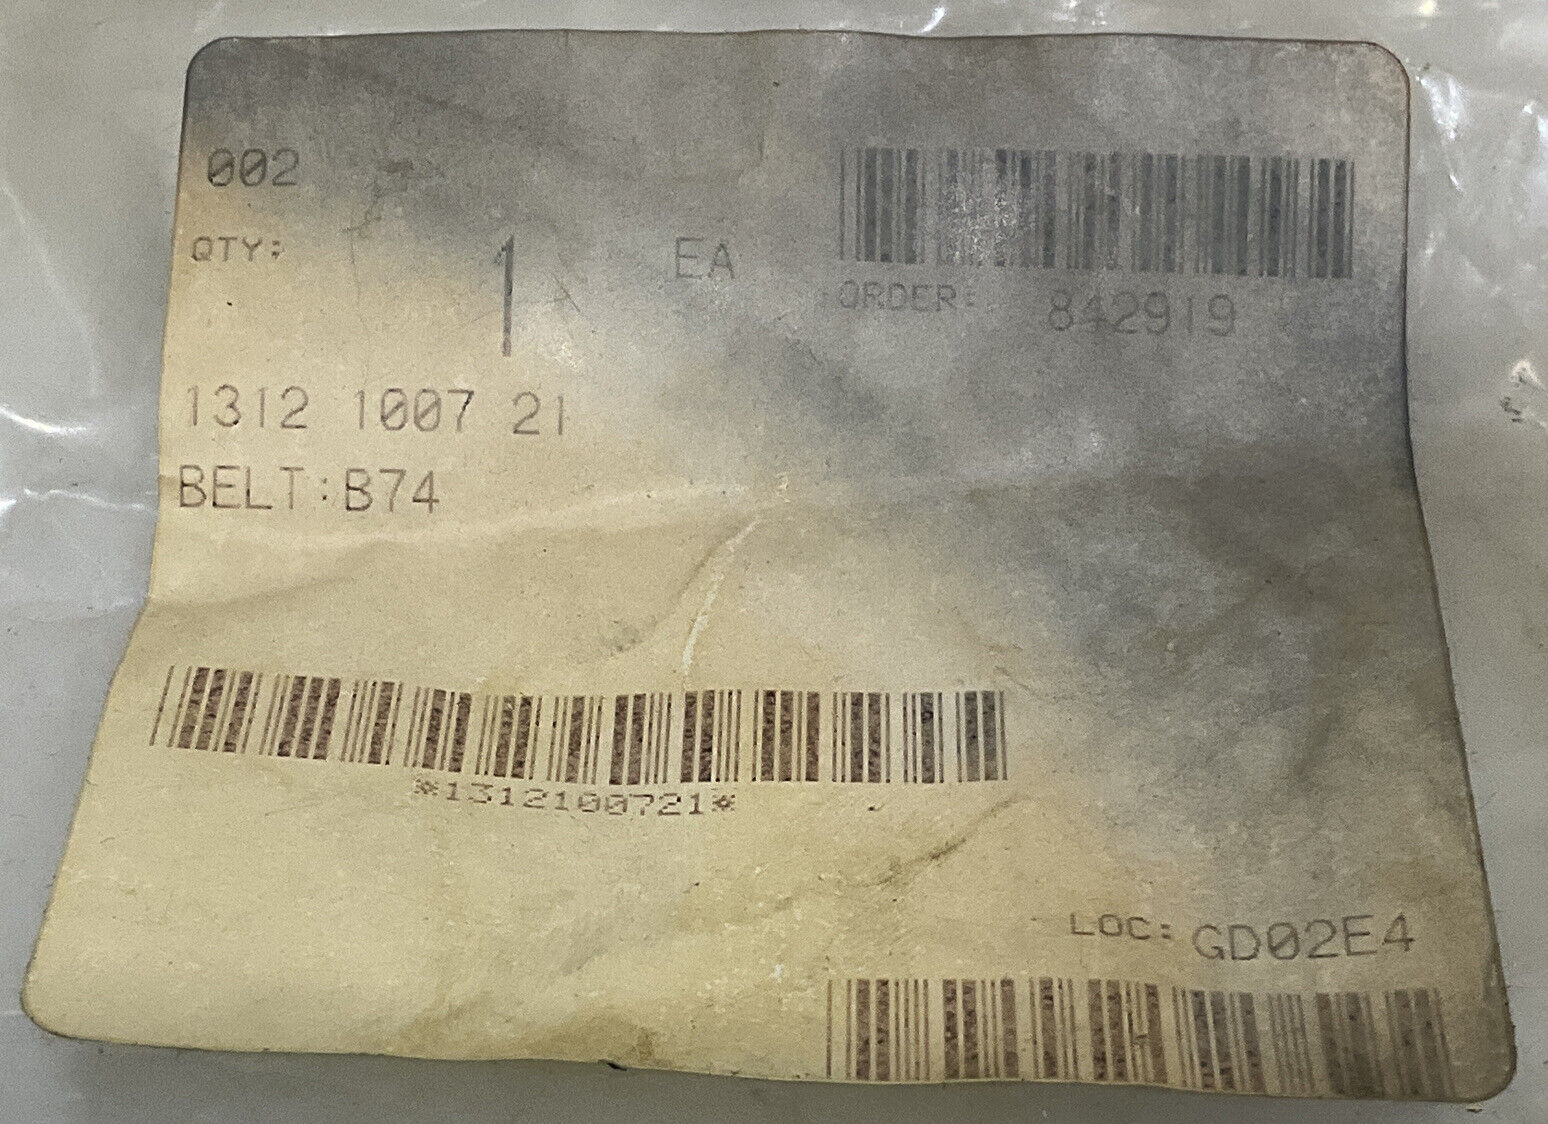 002
QTY: 1 EA
ORDER: 842919
1312 1007 21
BELT:B74
*1312100721*
LOC: GD02E4